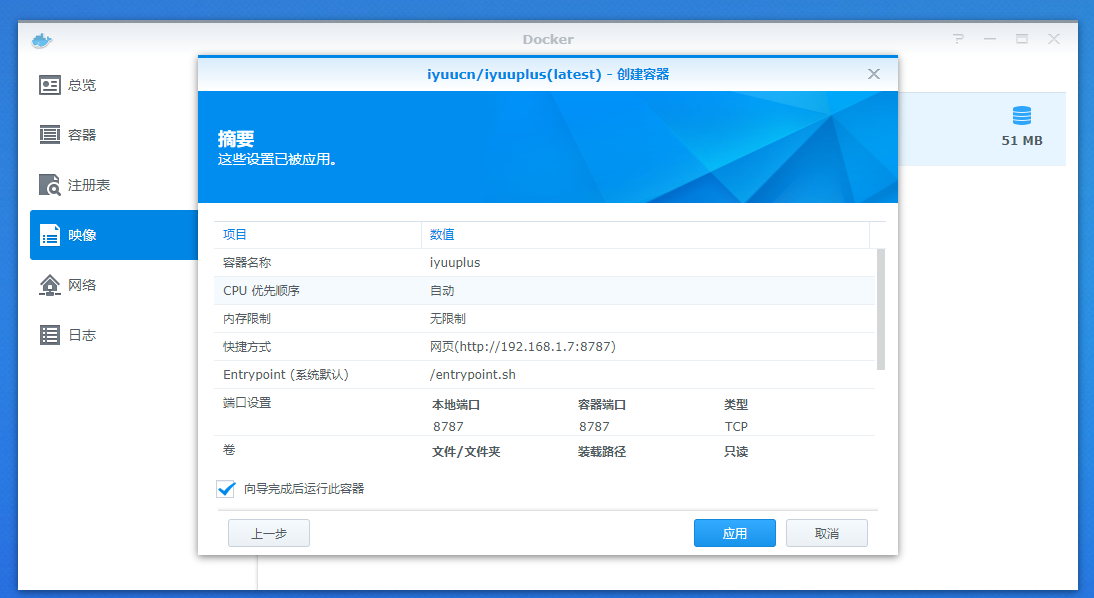 Docker
总览
容器
注册表
映像
网络
日志
51 MB
iyuucn/iyuuplus(latest) - 创建容器
摘要
这些设置已被应用。
项目 数值
容器名称 iyuuplus
CPU 优先顺序 自动
内存限制 无限制
快捷方式 网页(http://192.168.1.7:8787)
Entrypoint (系统默认) /entrypoint.sh
端口设置 本地端口 容器端口 类型
8787 8787 TCP
卷 文件/文件夹 装载路径 只读
向导完成后运行此容器
上一步 应用 取消